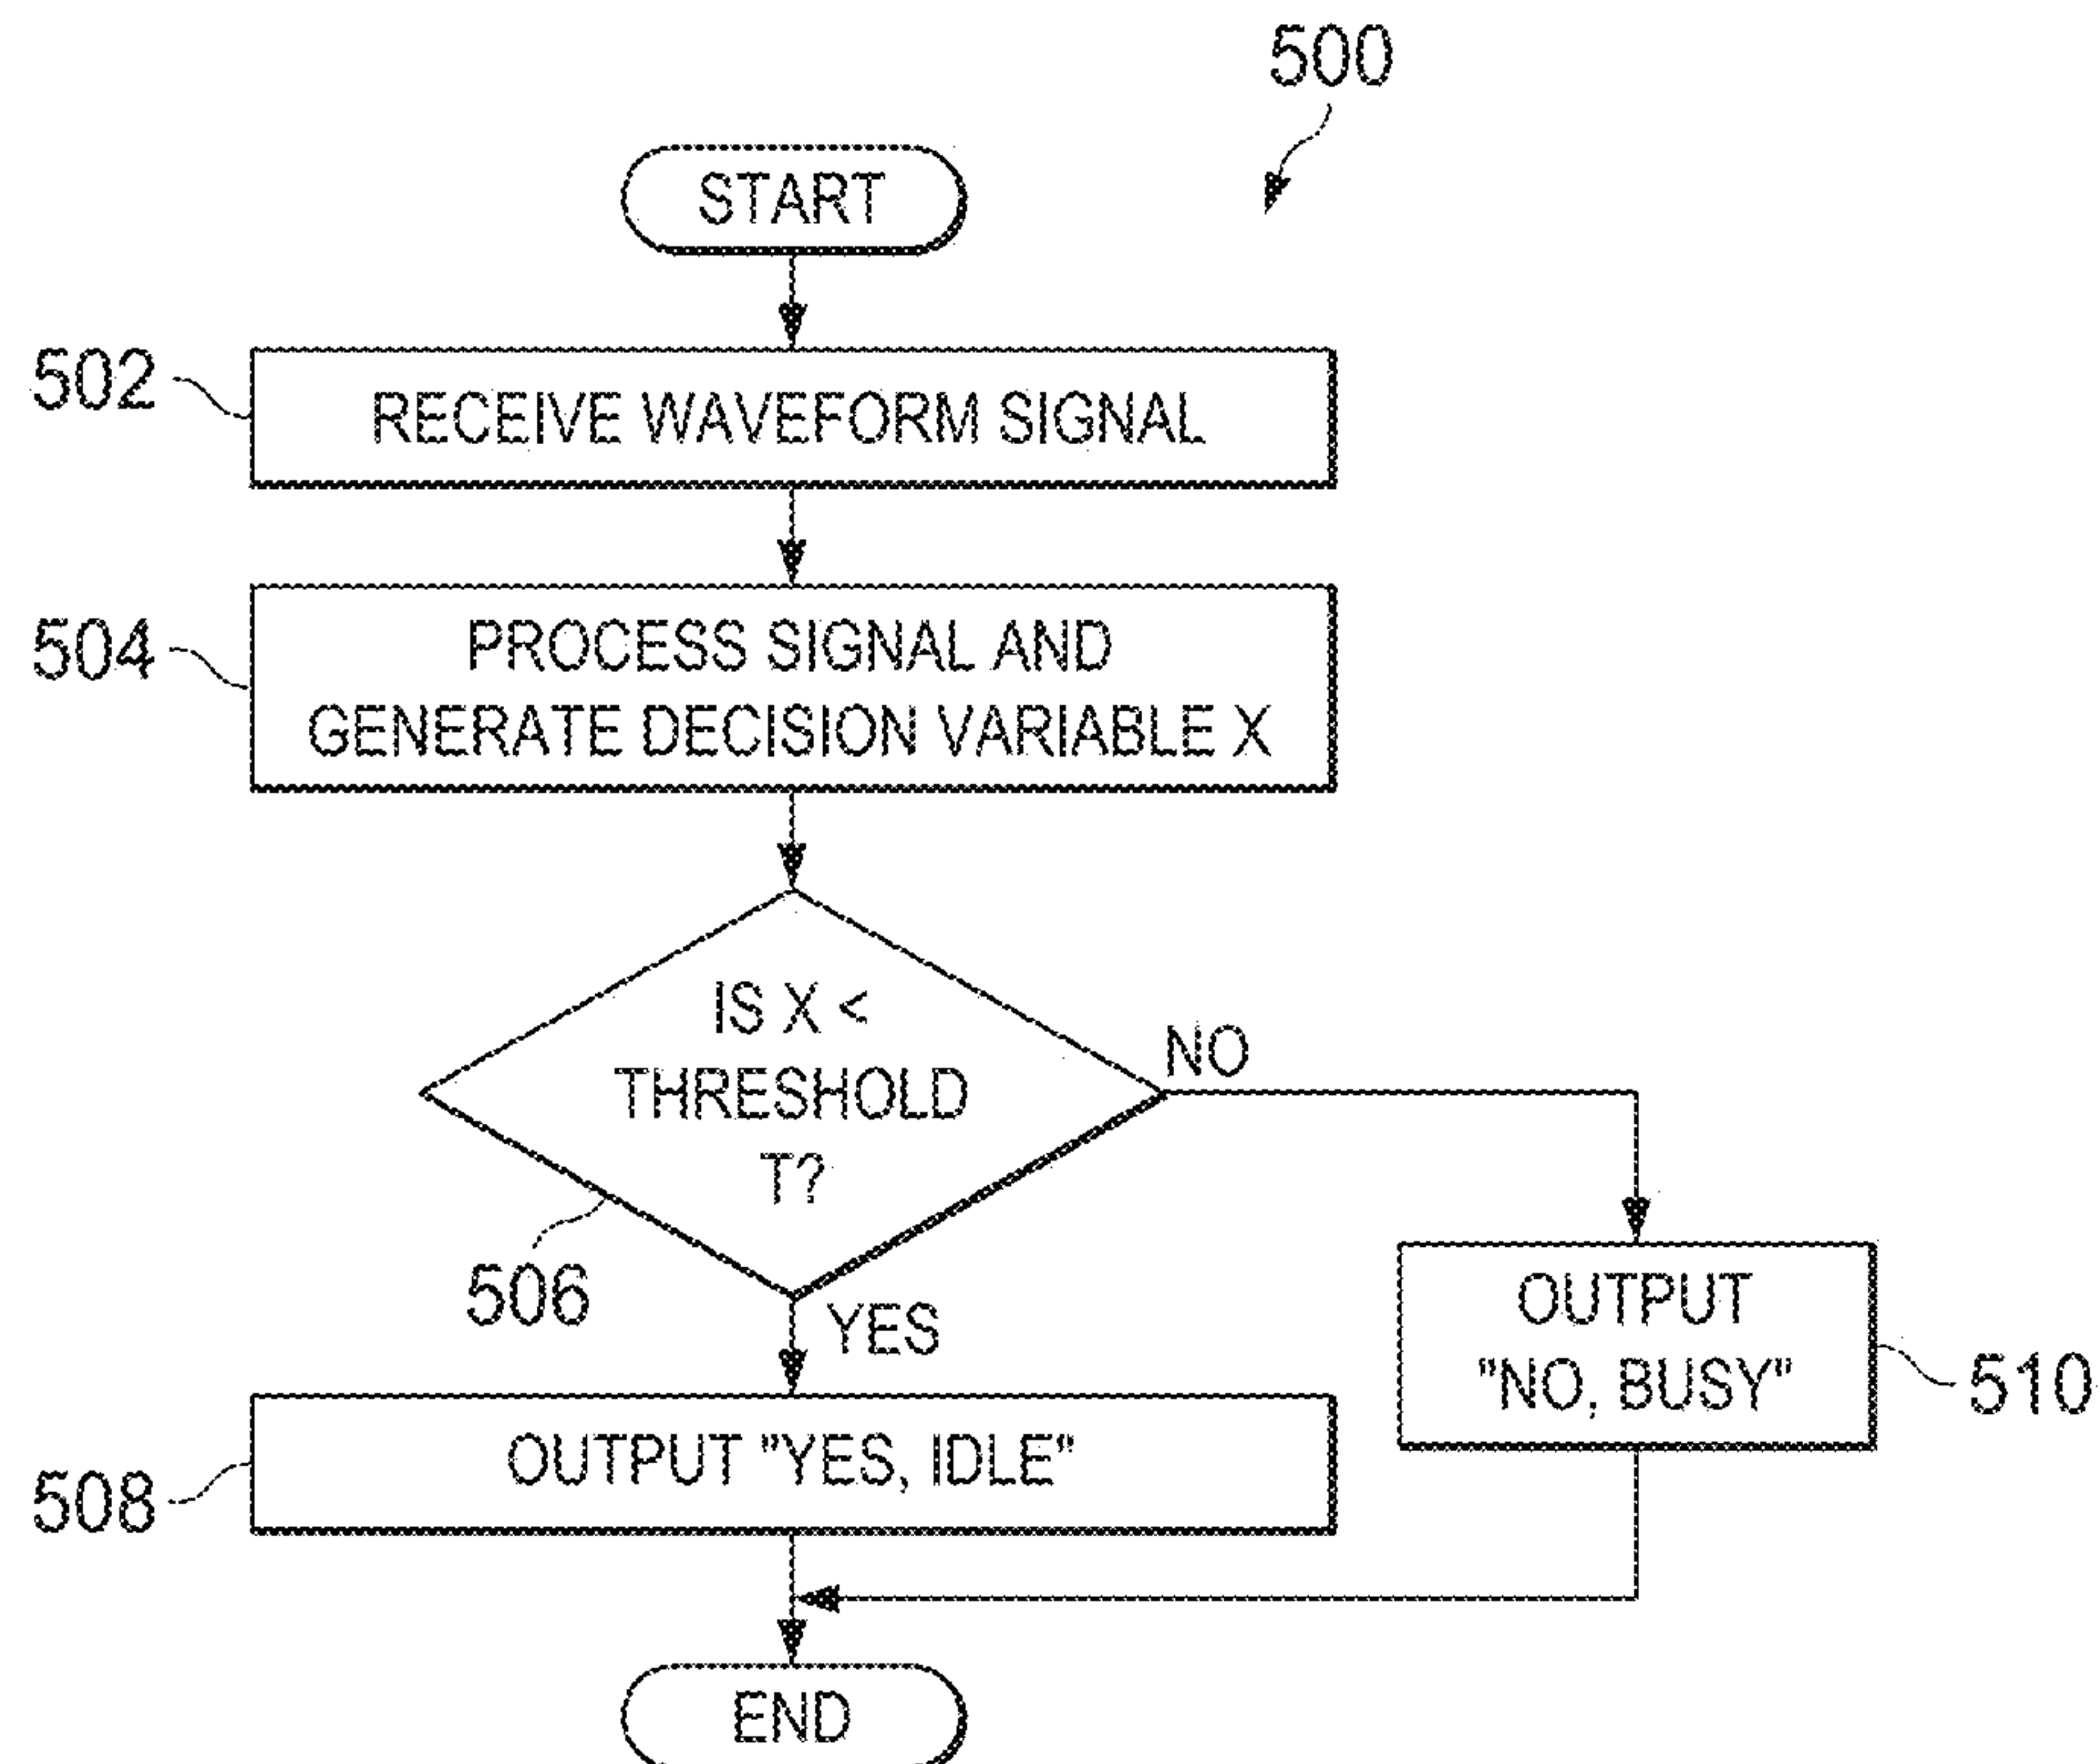 500
START
502
RECEIVE WAVEFORM SIGNAL
504
PROCESS SIGNAL AND
GENERATE DECISION VARIABLE X
IS X <
THRESHOLD
T?
NO
506
YES
OUTPUT
"NO, BUSY"
510
OUTPUT "YES, IDLE"
508
END